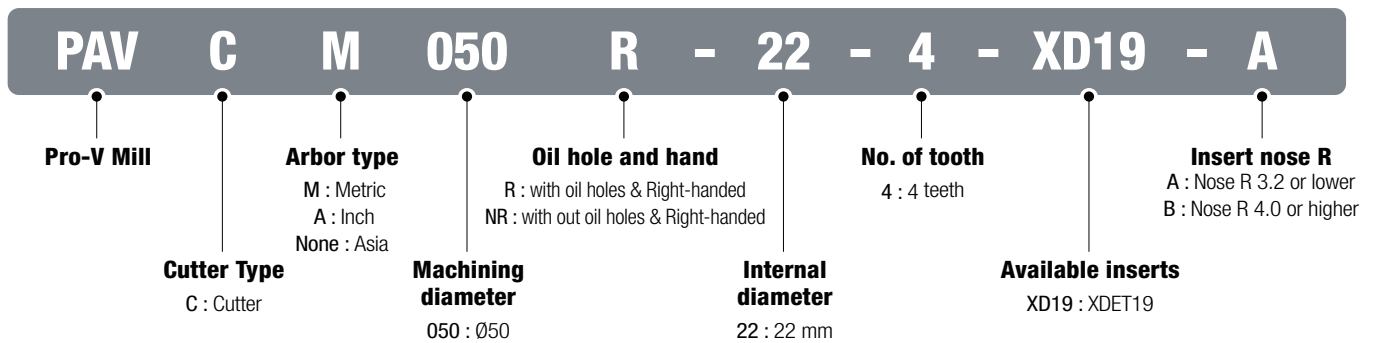 PAV C M 050 R - 22 - 4 - XD19 - A
Pro-V Mill
Cutter Type
C : Cutter
Arbor type
M : Metric
A : Inch
None : Asia
Machining
diameter
050 : Ø50
Oil hole and hand
R : with oil holes & Right-handed
NR : with out oil holes & Right-handed
Internal
diameter
22 : 22 mm
No. of tooth
4 : 4 teeth
Available inserts
XD19 : XDET19
Insert nose R
A : Nose R 3.2 or lower
B : Nose R 4.0 or higher